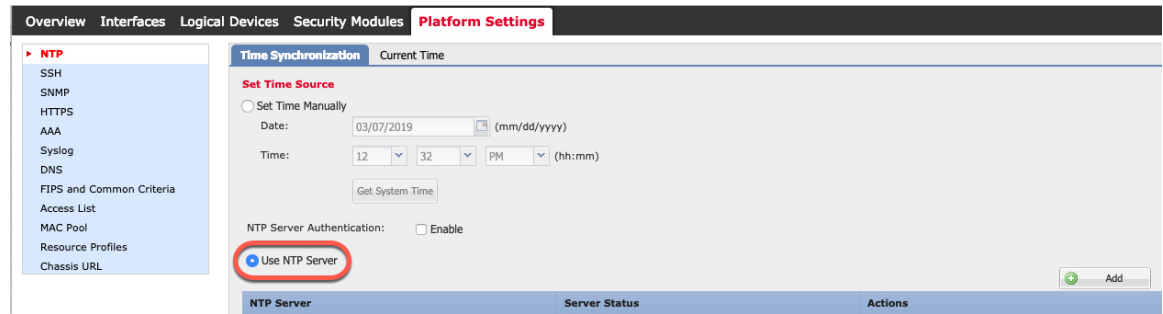 Overview Interfaces Logical Devices Security Modules Platform Settings
NTP
SSH
SNMP
HTTPS
AAA
Syslog
DNS
FIPS and Common Criteria
Access List
MAC Pool
Resource Profiles
Chassis URL
Time Synchronization Current Time
Set Time Source
Set Time Manually
Date: 03/07/2019 (mm/dd/yyyy)
Time: 12 32 PM (hh:mm)
Get System Time
NTP Server Authentication: Enable
Use NTP Server
Add
NTP Server Server Status Actions